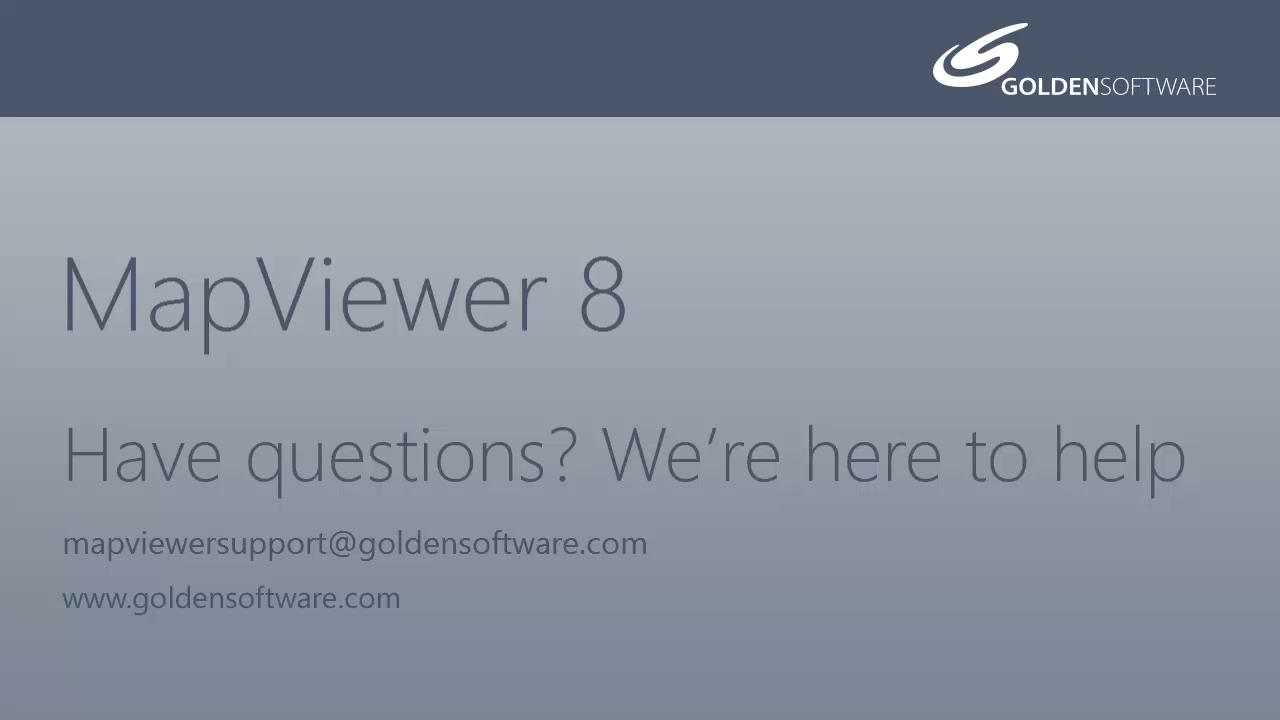 GOLDENSOFTWARE
MapViewer 8
Have questions? We’re here to help
mapviewersupport@goldensoftware.com
www.goldensoftware.com